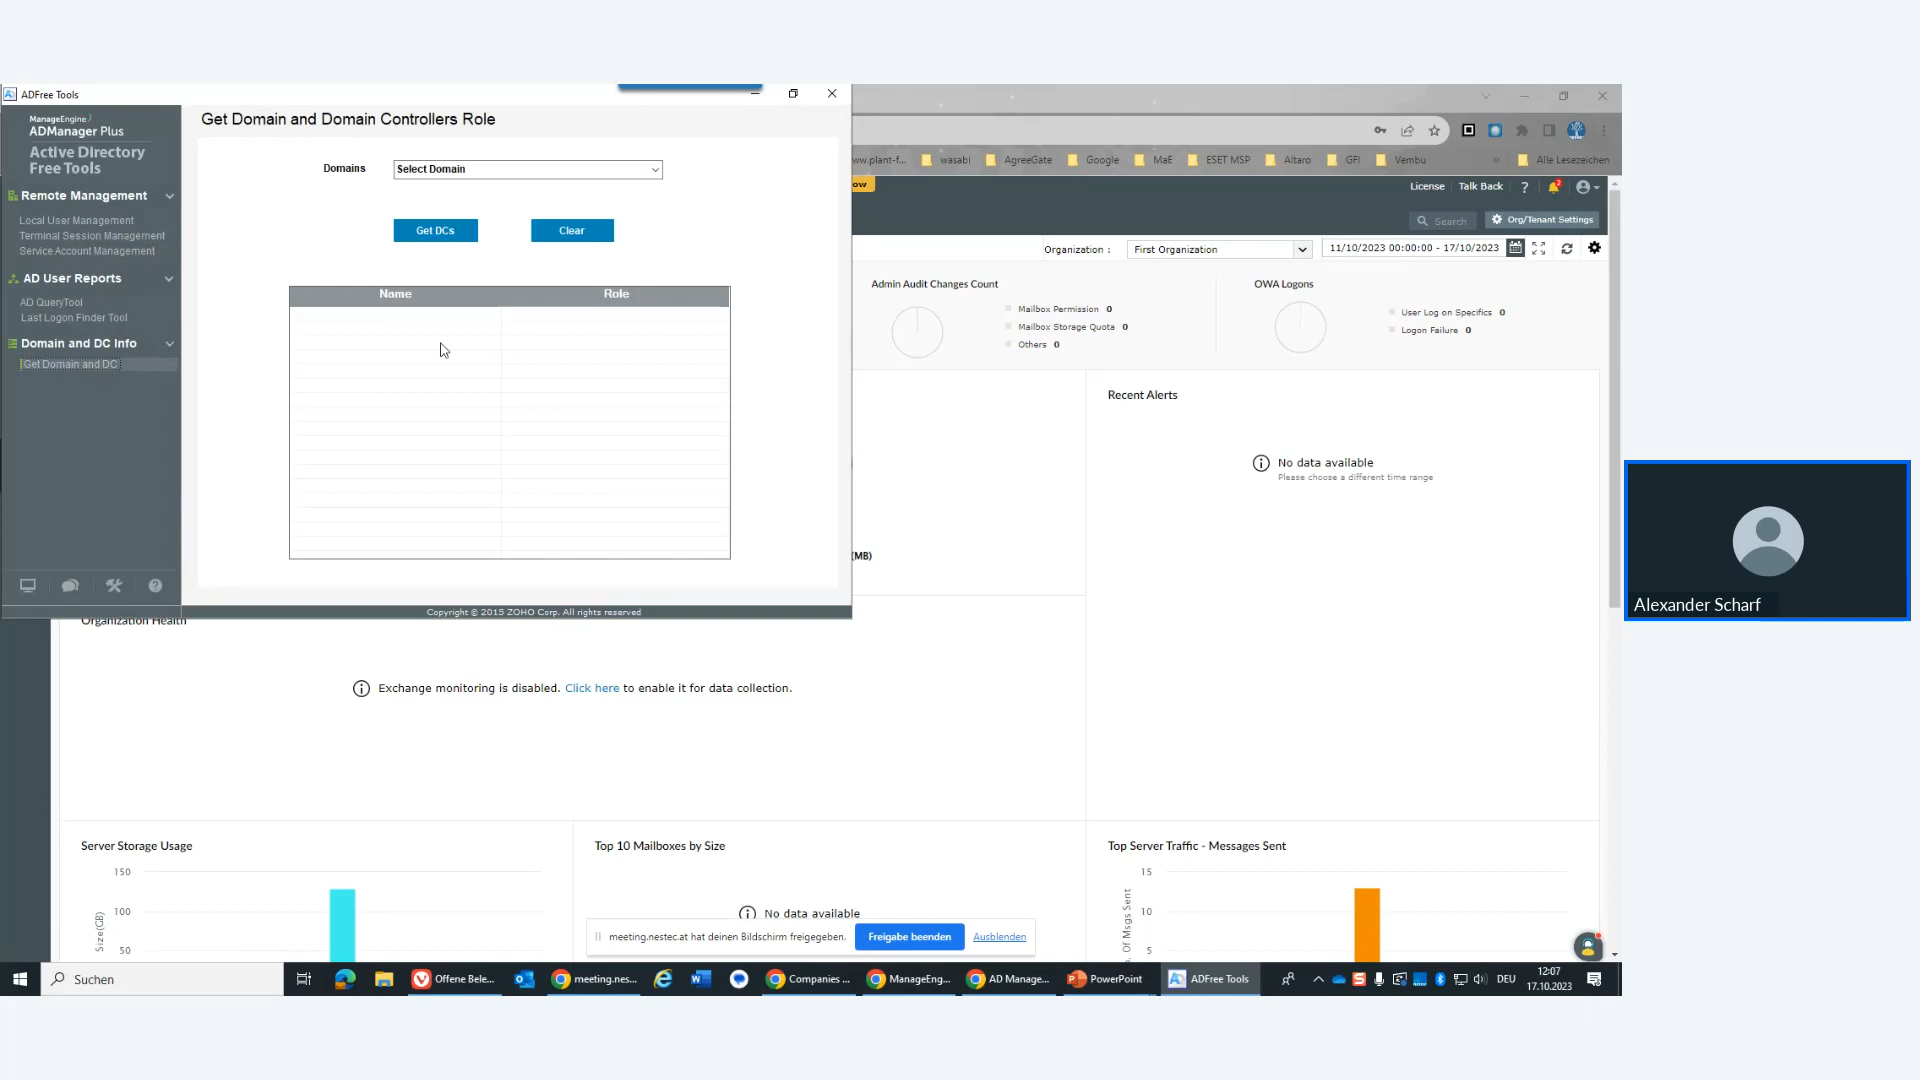 ADFree Tools
ManageEngine
ADManager Plus
Active Directory
Free Tools
Remote Management
Local User Management
Terminal Session Management
Service Account Management
AD User Reports
AD QueryTool
Last Logon Finder Tool
Domain and DC Info
Get Domain and DC
Get Domain and Domain Controllers Role
Domains
Select Domain
Get DCs
Clear
Name
Role
Copyright © 2015 ZOHO Corp. All rights reserved
wasabi
AgreeGate
Google
MaE
ESET MSP
Altaro
GFI
Vembu
»
Alle Lesezeichen
License
Talk Back
?
2
Search
Org/Tenant Settings
Organization :
First Organization
11/10/2023 00:00:00 - 17/10/2023
Admin Audit Changes Count
Mailbox Permission 0
Mailbox Storage Quota 0
Others 0
OWA Logons
User Log on Specifics 0
Logon Failure 0
Recent Alerts
No data available
Please choose a different time range
(MB)
Organization Health
Exchange monitoring is disabled. Click here to enable it for data collection.
Server Storage Usage
150
100
50
Size(GB)
Top 10 Mailboxes by Size
No data available
Top Server Traffic - Messages Sent
15
10
5
Of Msgs Sent
meeting.nestec.at hat deinen Bildschirm freigegeben.
Freigabe beenden
Ausblenden
Suchen
Offene Bele...
meeting.nes...
Companies ...
ManageEng...
AD Manage...
PowerPoint
ADFree Tools
DEU
12:07
17.10.2023
Alexander Scharf